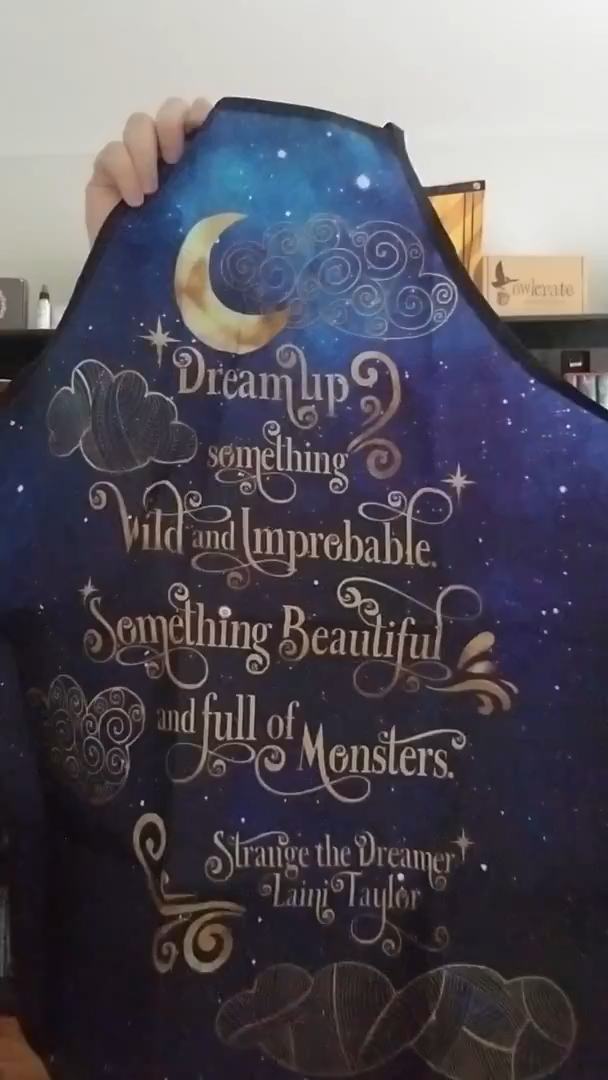 owlcrate
Dream up
something
Wild and Improbable.
Something Beautiful
and full of
Monsters.
Strange the Dreamer
Laini Taylor